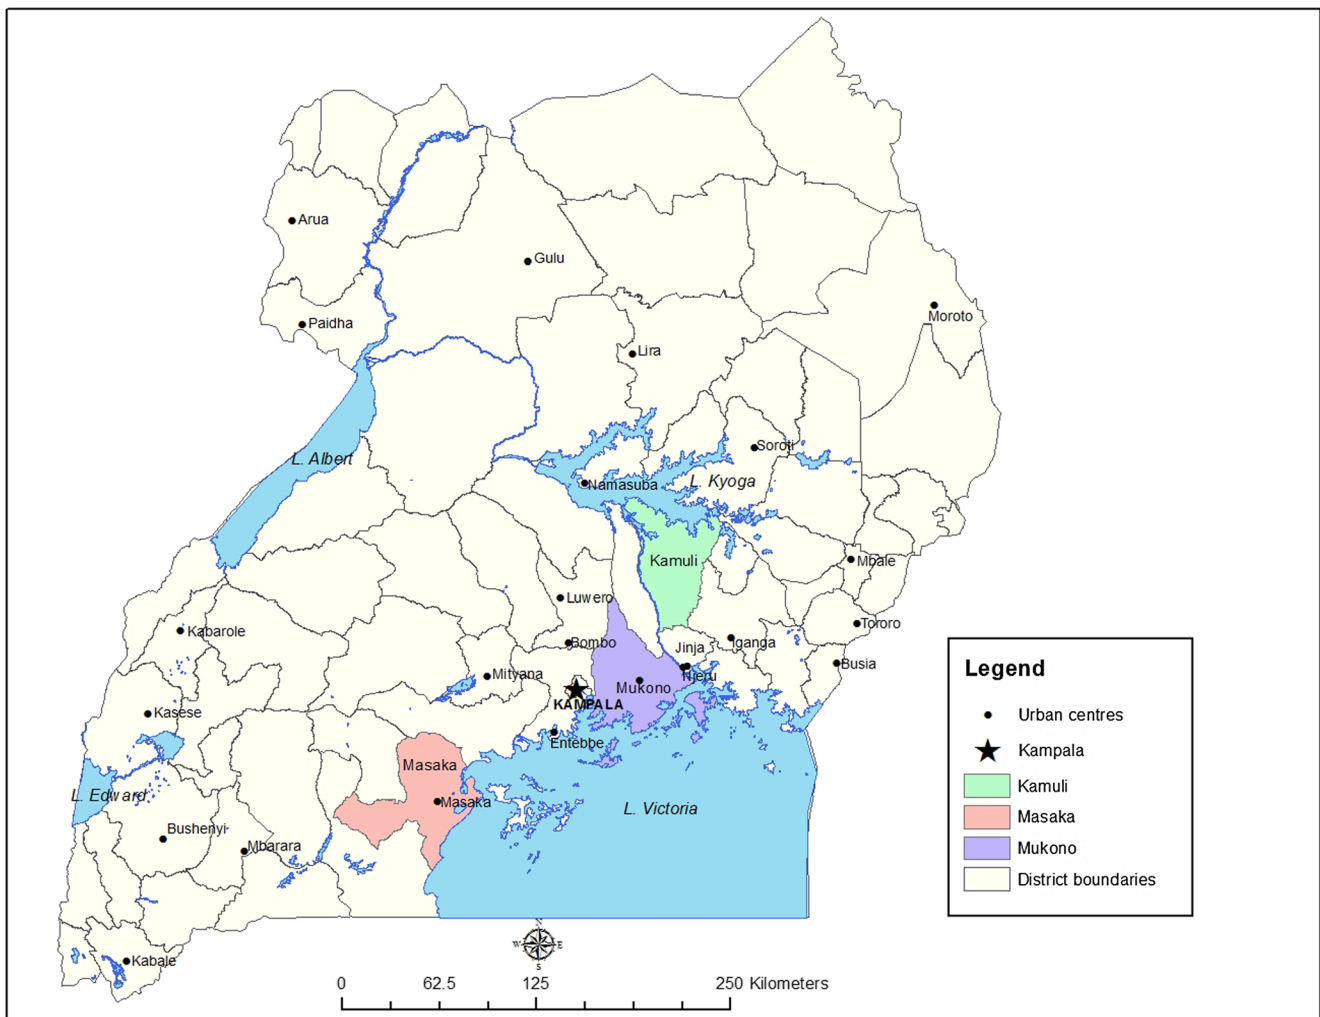 Arua
Gulu
Moroto
Paidha
Lira
Soroti
L. Albert
L. Kyoga
Namasuba
Kamuli
Mbale
Luwero
Tororo
Kabarole
Bombo
Iganga
Jinja
Busia
Mityana
Njeru
Mukono
KAMPALA
Kasese
Entebbe
Masaka
L. Edward
Masaka
L. Victoria
Bushenyi
Mbarara
Kabale
Legend
Urban centres
Kampala
Kamuli
Masaka
Mukono
District boundaries
N
W E
S
0 62.5 125 250 Kilometers